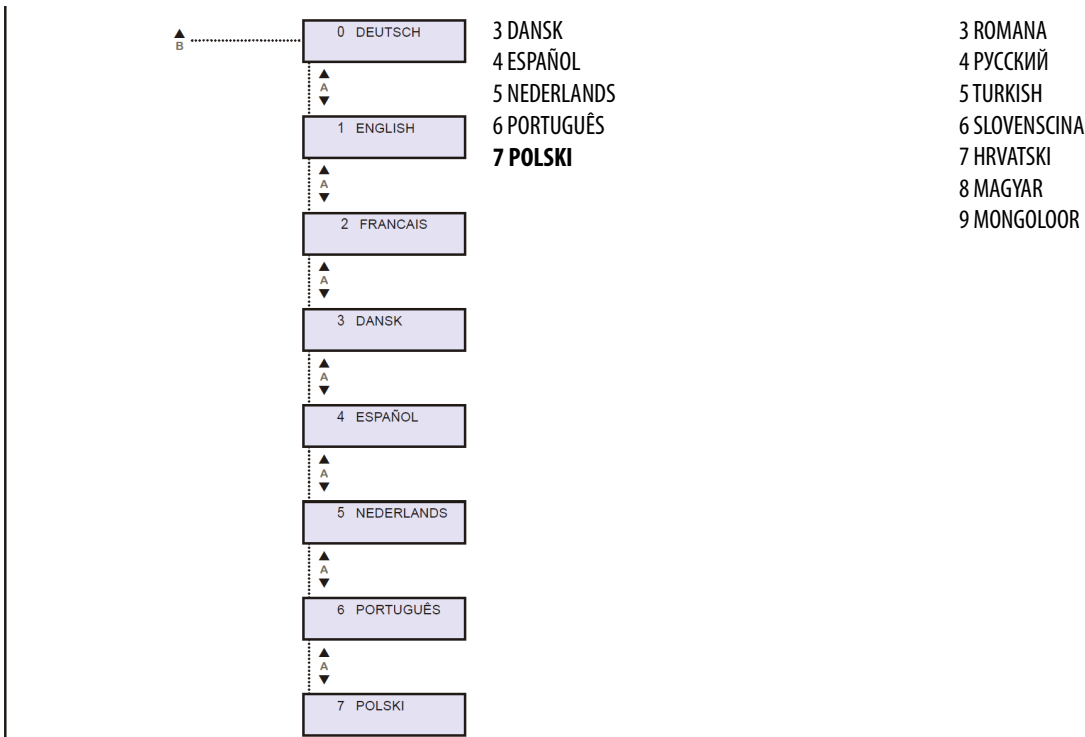 ▲
B
0 DEUTSCH
▲
A
▼
1 ENGLISH
▲
A
▼
2 FRANCAIS
▲
A
▼
3 DANSK
▲
A
▼
4 ESPAÑOL
▲
A
▼
5 NEDERLANDS
▲
A
▼
6 PORTUGUÊS
▲
A
▼
7 POLSKI
3 DANSK
4 ESPAÑOL
5 NEDERLANDS
6 PORTUGUÊS
7 POLSKI
3 ROMANA
4 РУССКИЙ
5 TURKISH
6 SLOVENSCINA
7 HRVATSKI
8 MAGYAR
9 MONGOLOOR